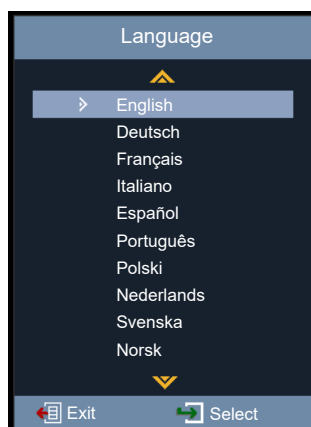 Language
English
Deutsch
Français
Italiano
Español
Português
Polski
Nederlands
Svenska
Norsk
Exit Select